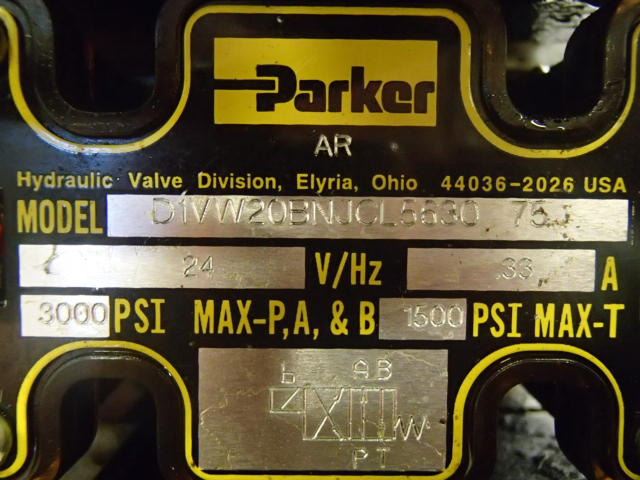 Parker
AR
Hydraulic Valve Division, Elyria, Ohio 44036-2026 USA
MODEL D1VW20BNJCL5630 75
24 V/Hz .33 A
3000 PSI MAX-P,A, & B 1500 PSI MAX-T
b A B
P T